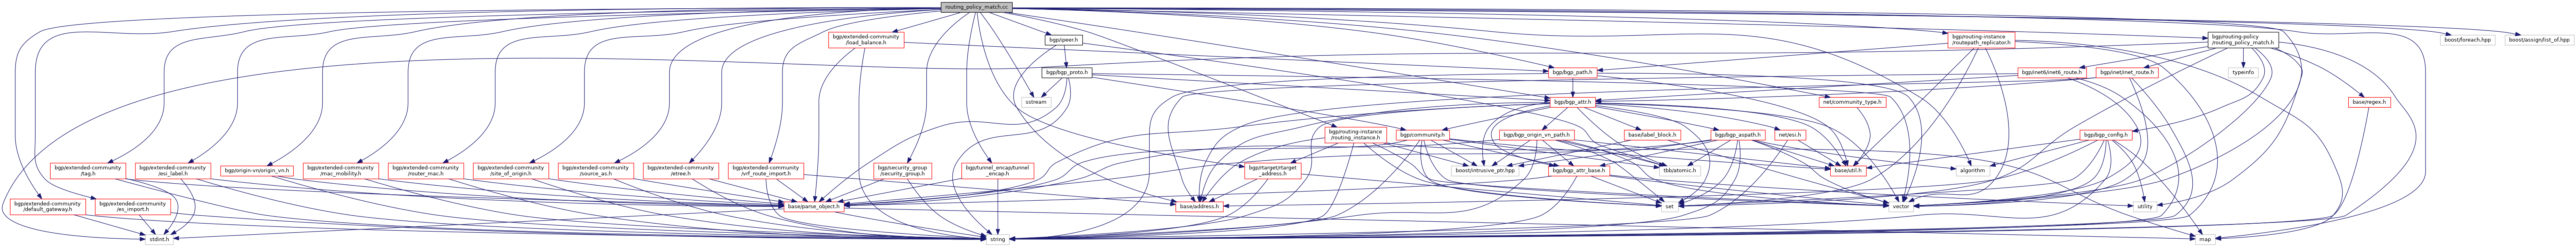 routing_policy_match.cc
bgp/extended-community
/load_balance.h
bgp/ipeer.h
bgp/routing-instance
/routepath_replicator.h
bgp/routing-policy
/routing_policy_match.h
boost/foreach.hpp
boost/assign/list_of.hpp
bgp/bgp_proto.h
bgp/bgp_path.h
bgp/inet6/inet6_route.h
typeinfo
bgp/inet/inet_route.h
sstream
bgp/bgp_attr.h
net/community_type.h
base/regex.h
bgp/routing-instance
/routing_instance.h
bgp/community.h
bgp/bgp_origin_vn_path.h
base/label_block.h
bgp/bgp_aspath.h
net/esi.h
bgp/bgp_config.h
bgp/extended-community
/tag.h
bgp/extended-community
/esi_label.h
bgp/origin-vn/origin_vn.h
bgp/extended-community
/mac_mobility.h
bgp/extended-community
/router_mac.h
bgp/extended-community
/site_of_origin.h
bgp/extended-community
/source_as.h
bgp/extended-community
/etree.h
bgp/extended-community
/vrf_route_import.h
bgp/security_group
/security_group.h
bgp/tunnel_encap/tunnel
_encap.h
bgp/rtarget/rtarget
_address.h
boost/intrusive_ptr.hpp
bgp/bgp_attr_base.h
tbb/atomic.h
base/util.h
algorithm
bgp/extended-community
/default_gateway.h
bgp/extended-community
/es_import.h
base/parse_object.h
base/address.h
set
vector
utility
stdint.h
string
map